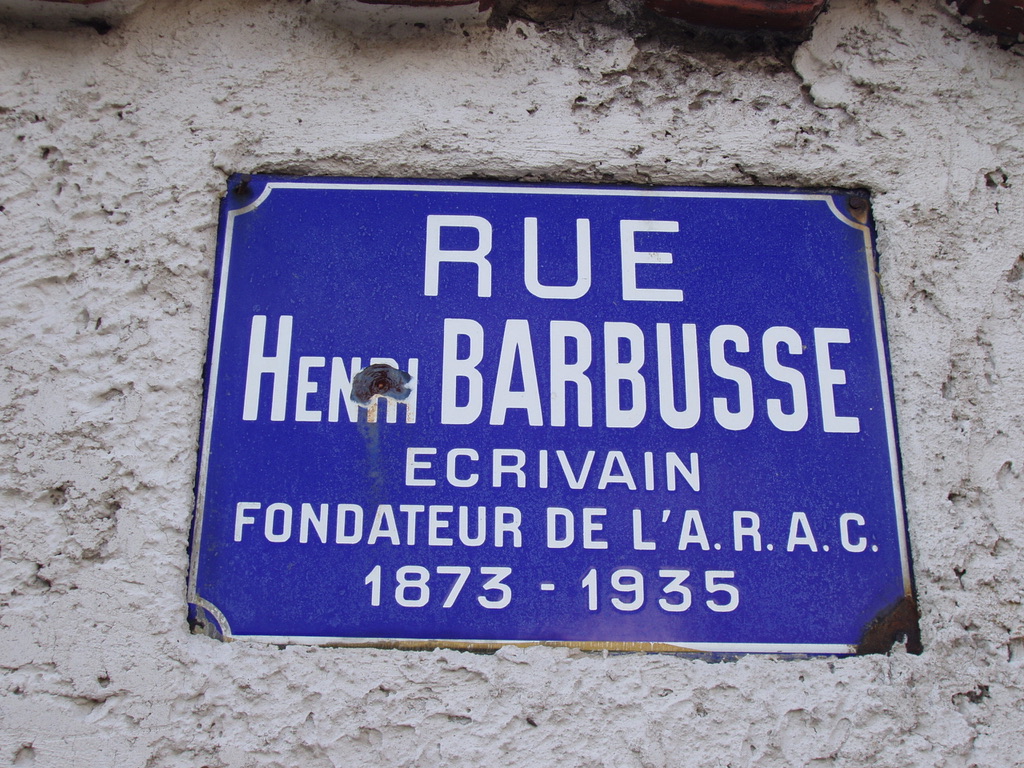 RUE
HENRI BARBUSSE
ECRIVAIN
FONDATEUR DE L'A.R.A.C.
1873 - 1935